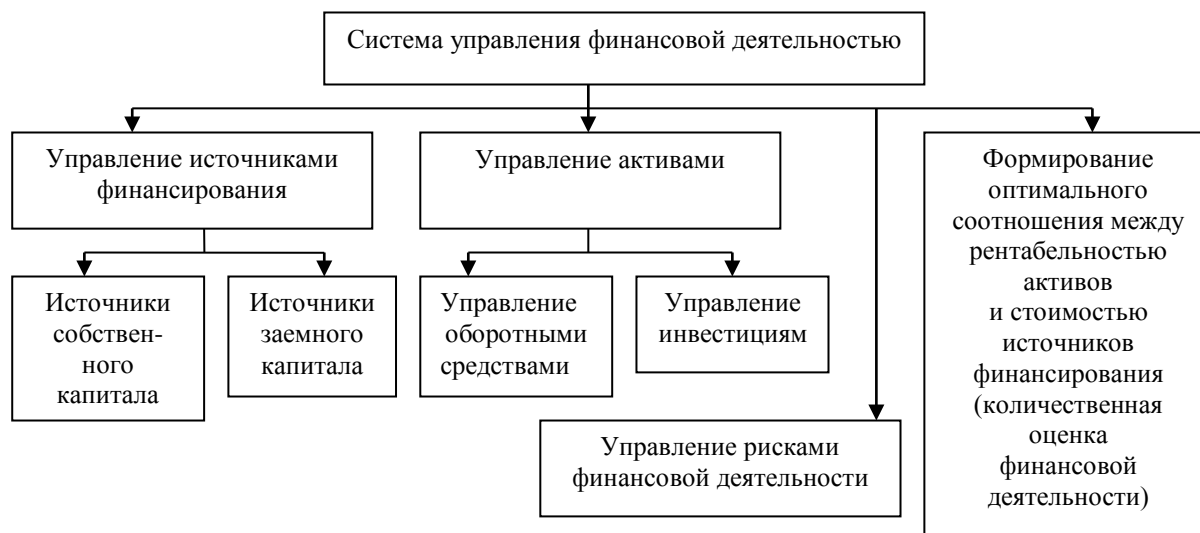 Система управления финансовой деятельностью
Управление источниками
финансирования
Управление активами
Формирование
оптимального
соотношения между
рентабельностью
активов
и стоимостью
источников
финансирования
(количественная
оценка
финансовой
деятельности)
Источники
собствен-
ного
капитала
Источники
заемного
капитала
Управление
оборотными
средствами
Управление
инвестициям
Управление рисками
финансовой деятельности